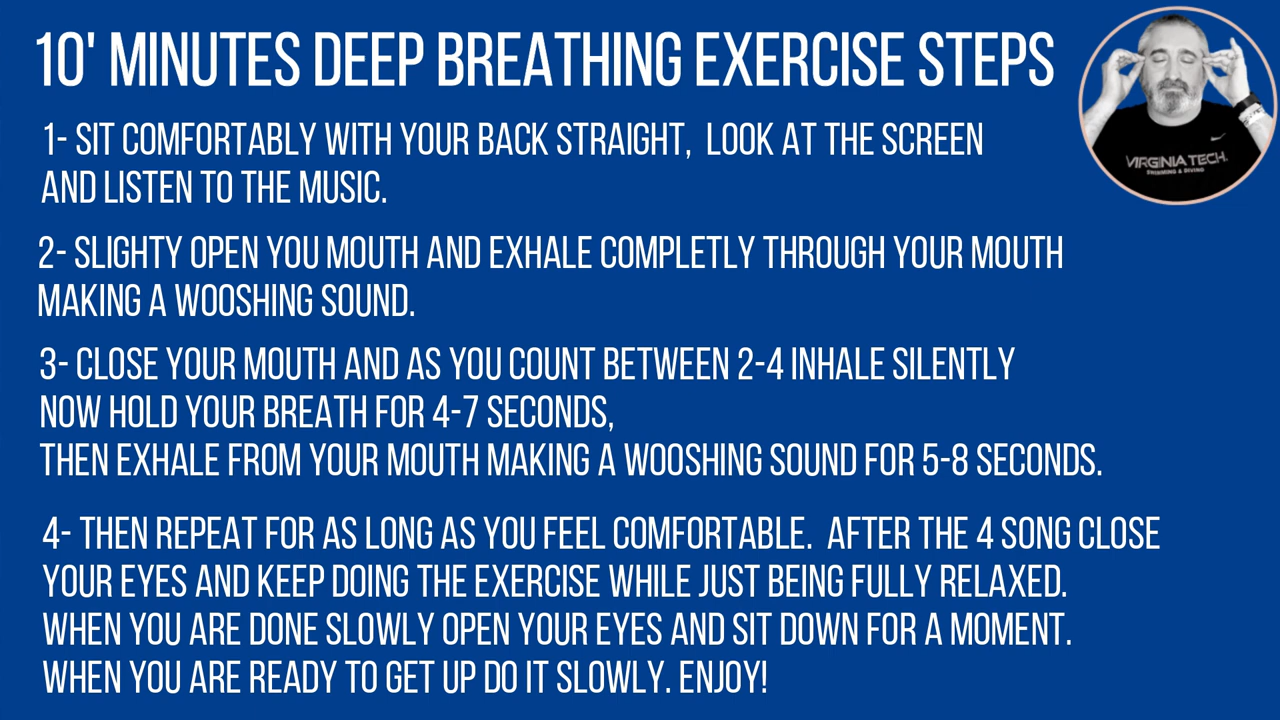 10' MINUTES DEEP BREATHING EXERCISE STEPS
1- SIT COMFORTABLY WITH YOUR BACK STRAIGHT, LOOK AT THE SCREEN
AND LISTEN TO THE MUSIC.
2- SLIGHTY OPEN YOU MOUTH AND EXHALE COMPLETLY THROUGH YOUR MOUTH
MAKING A WOOSHING SOUND.
3- CLOSE YOUR MOUTH AND AS YOU COUNT BETWEEN 2-4 INHALE SILENTLY
NOW HOLD YOUR BREATH FOR 4-7 SECONDS,
THEN EXHALE FROM YOUR MOUTH MAKING A WOOSHING SOUND FOR 5-8 SECONDS.
4- THEN REPEAT FOR AS LONG AS YOU FEEL COMFORTABLE. AFTER THE 4 SONG CLOSE
YOUR EYES AND KEEP DOING THE EXERCISE WHILE JUST BEING FULLY RELAXED.
WHEN YOU ARE DONE SLOWLY OPEN YOUR EYES AND SIT DOWN FOR A MOMENT.
WHEN YOU ARE READY TO GET UP DO IT SLOWLY. ENJOY!
VIRGINIA TECH.
SWIMMING & DIVING